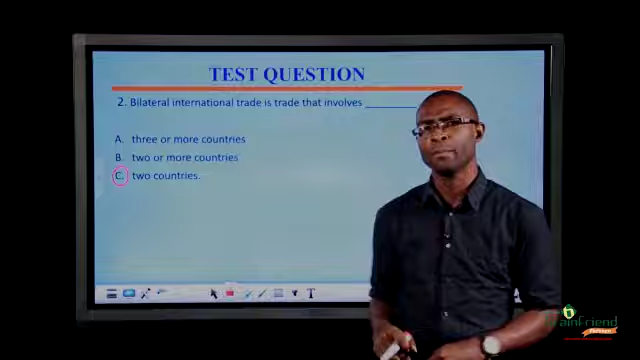 TEST QUESTION
2. Bilateral international trade is trade that involves __________
A. three or more countries
B. two or more countries
C. two countries.
T